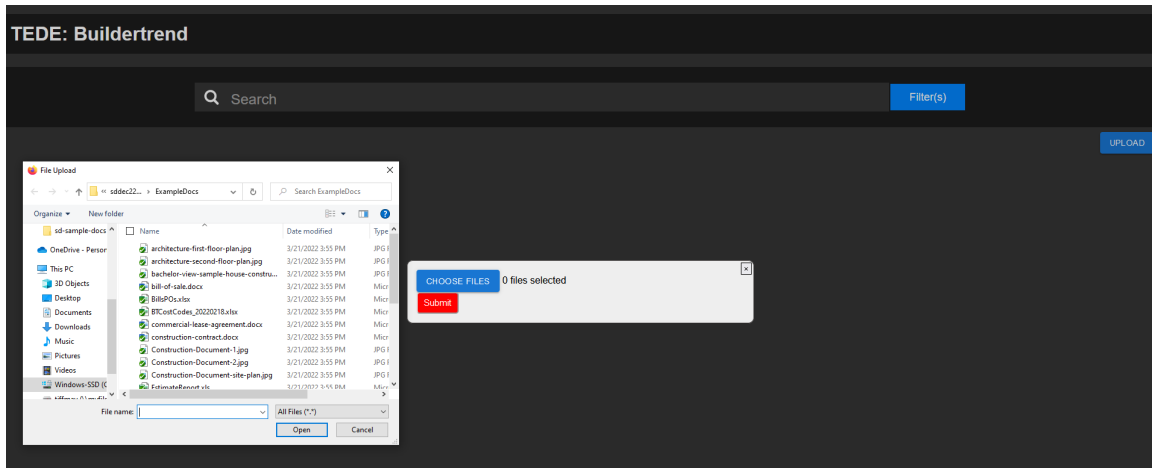 TEDE: Buildertrend
Search
Filter(s)
UPLOAD
File Upload
« sddec22... › ExampleDocs
Search ExampleDocs
Organize
New folder
sd-sample-docs
OneDrive - Person
This PC
3D Objects
Desktop
Documents
Downloads
Music
Pictures
Videos
Windows-SSD (C
Name Date modified Type
architecture-first-floor-plan.jpg 3/21/2022 3:55 PM JPG F
architecture-second-floor-plan.jpg 3/21/2022 3:55 PM JPG F
bachelor-view-sample-house-constru... 3/21/2022 3:55 PM JPG F
bill-of-sale.docx 3/21/2022 3:55 PM Micr
BillsPOs.xlsx 3/21/2022 3:55 PM Micr
BTCostCodes_20220218.xlsx 3/21/2022 3:55 PM Micr
commercial-lease-agreement.docx 3/21/2022 3:55 PM Micr
construction-contract.docx 3/21/2022 3:55 PM Micr
Construction-Document-1.jpg 3/21/2022 3:55 PM JPG F
Construction-Document-2.jpg 3/21/2022 3:55 PM JPG F
Construction-Document-site-plan.jpg 3/21/2022 3:55 PM JPG F
EstimateReport.xls 3/21/2022 3:55 PM Micr
File name:
All Files (*.*)
Open
Cancel
CHOOSE FILES 0 files selected
Submit